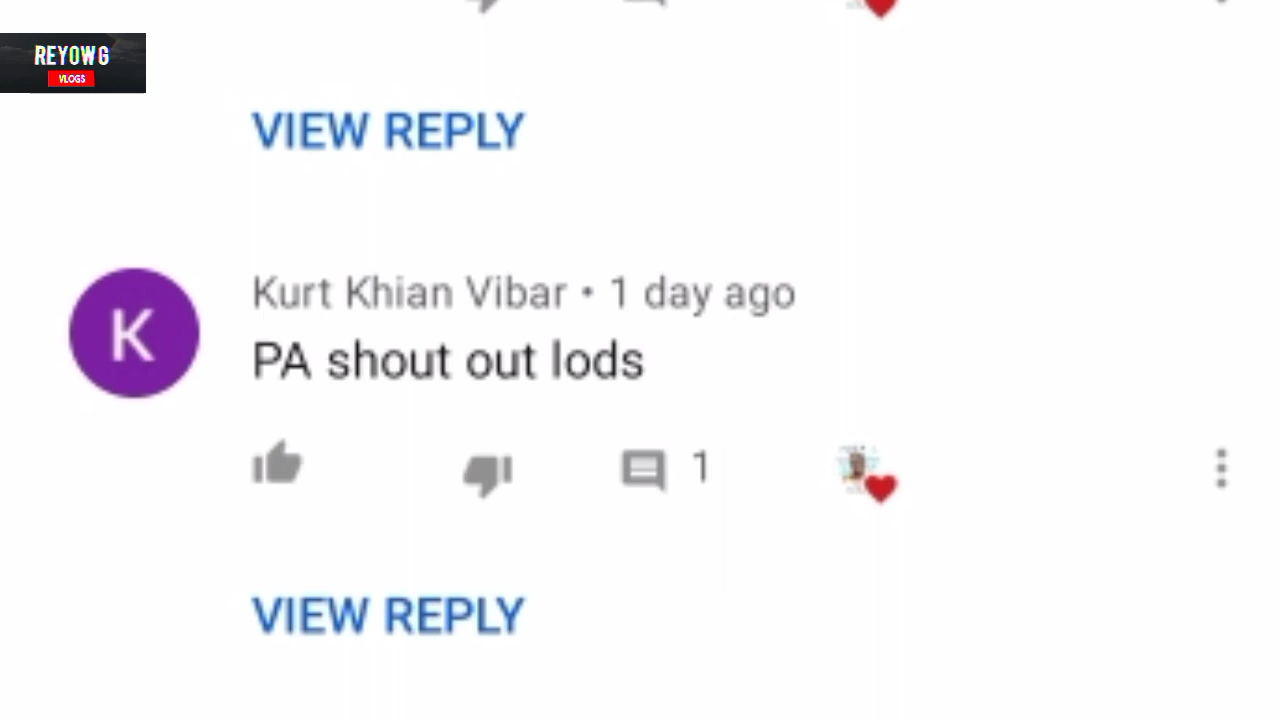 REYOWG
VLOGS
VIEW REPLY
Kurt Khian Vibar • 1 day ago
PA shout out lods
1
VIEW REPLY